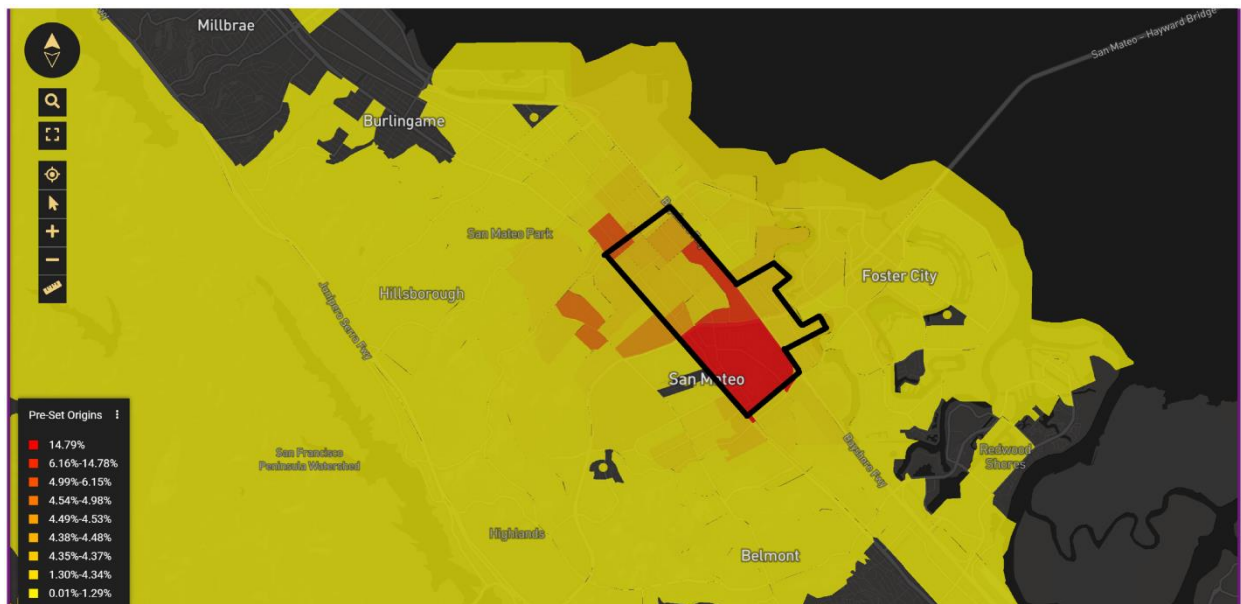 Millbrae
San Mateo - Hayward Bridge
Burlingame
San Mateo Park
Foster City
Hillsborough
Junipero Serra Fwy
San Mateo
Bayshore Fwy
San Francisco
Peninsula Watershed
Redwood
Shores
Highlands
Belmont
Pre-Set Origins
14.79%
6.16%-14.78%
4.99%-6.15%
4.54%-4.98%
4.49%-4.53%
4.38%-4.48%
4.35%-4.37%
1.30%-4.34%
0.01%-1.29%